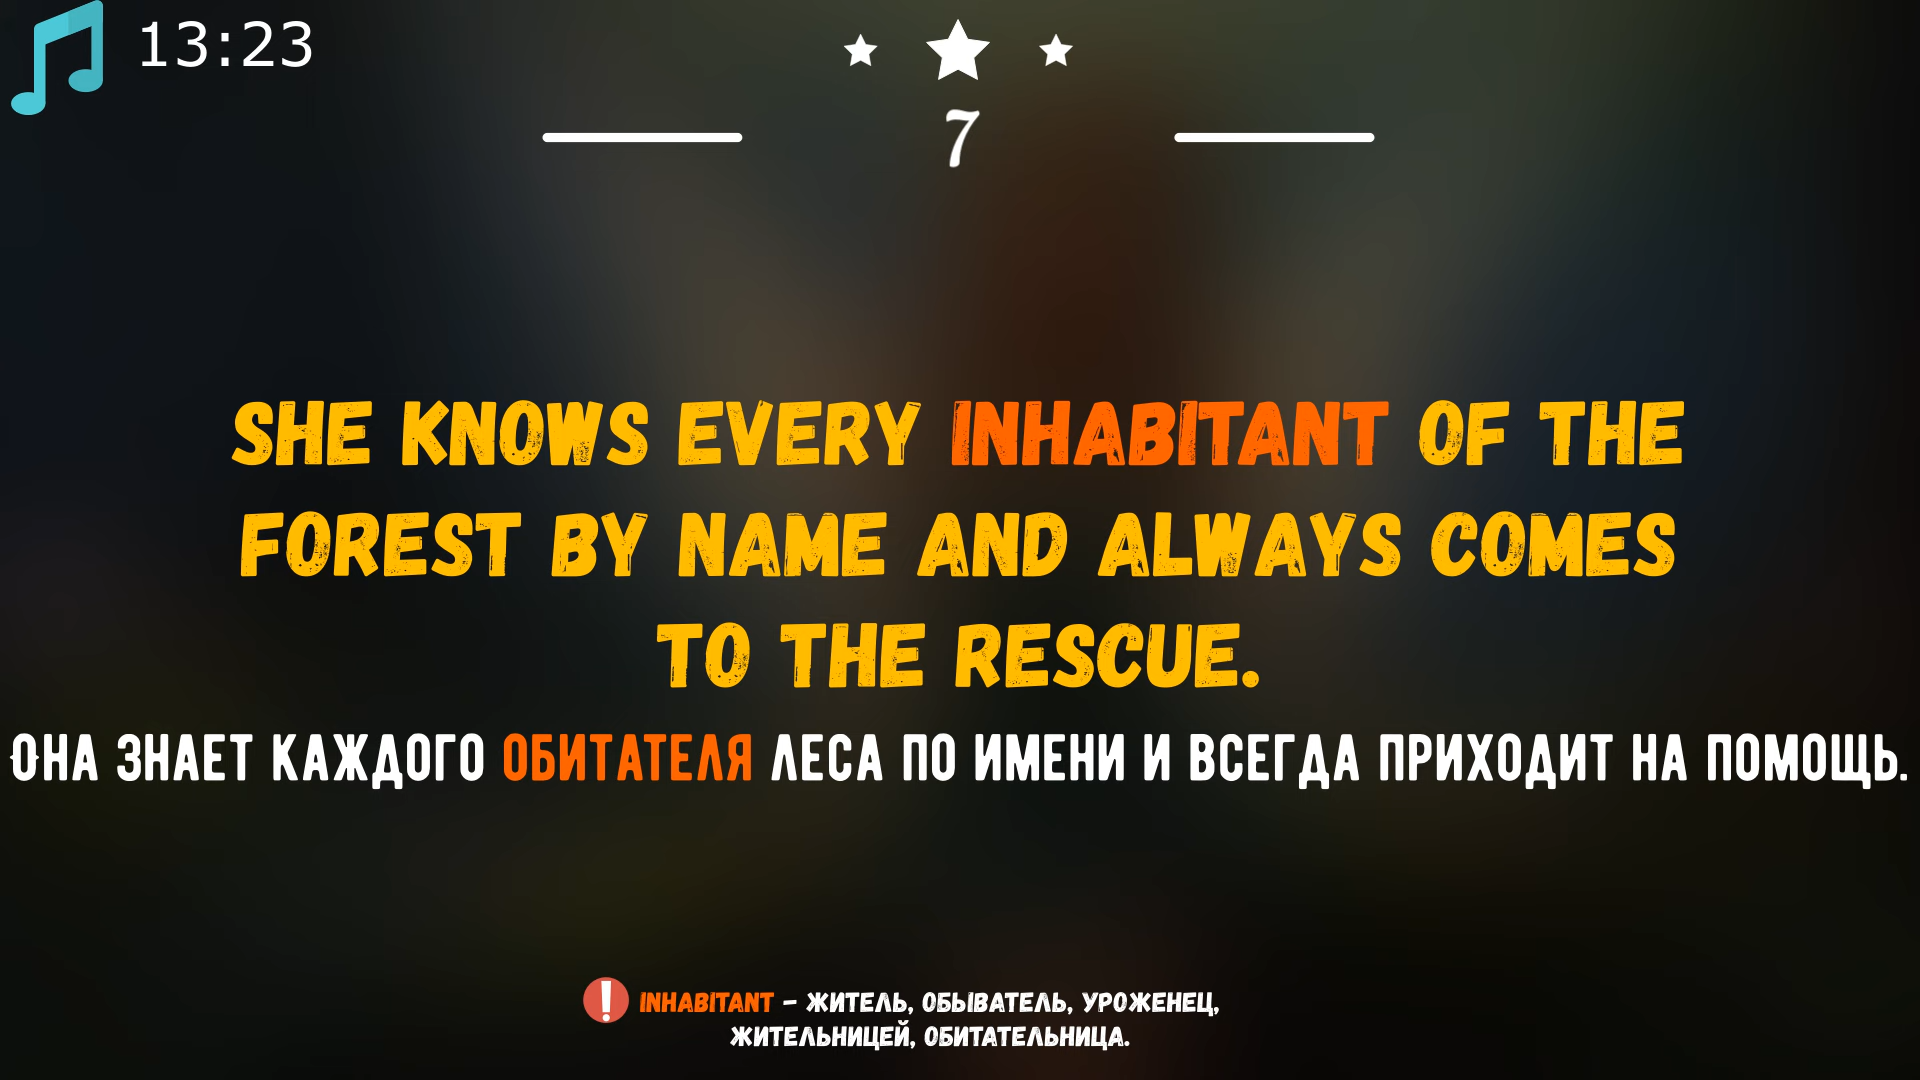 13:23
7
SHE KNOWS EVERY INHABITANT OF THE
FOREST BY NAME AND ALWAYS COMES
TO THE RESCUE.
ОНА ЗНАЕТ КАЖДОГО ОБИТАТЕЛЯ ЛЕСА ПО ИМЕНИ И ВСЕГДА ПРИХОДИТ НА ПОМОЩЬ.
INHABITANT – ЖИТЕЛЬ, ОБЫВАТЕЛЬ, УРОЖЕНЕЦ,
ЖИТЕЛЬНИЦЕЙ, ОБИТАТЕЛЬНИЦА.